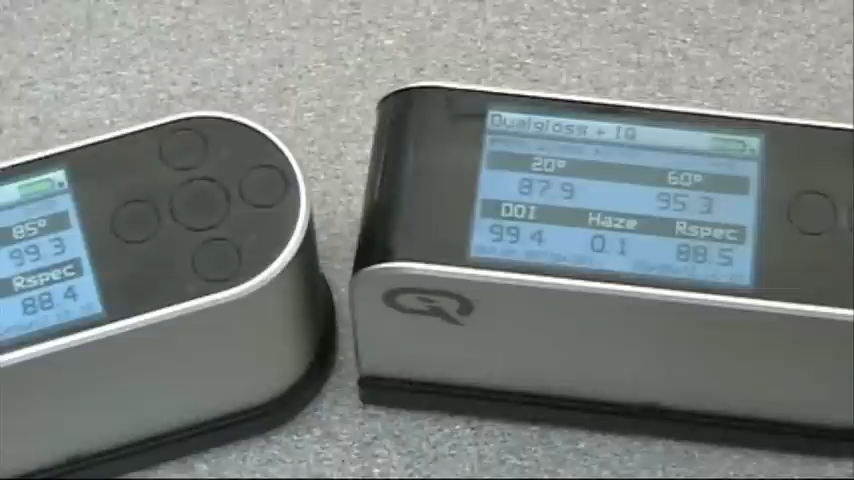 85°
99.3
Rspec
88.4
Dualgloss + IQ
20° 60°
87.9 95.3
DOI Haze Rspec
99.4 0.1 88.5
IQ